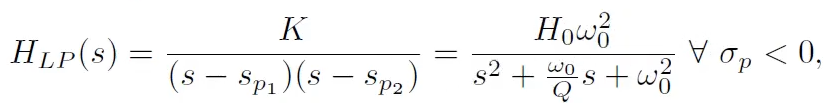 $H_{LP}(s) = \frac{K}{(s - s_{p_1})(s - s_{p_2})} = \frac{H_0 \omega_0^2}{s^2 + \frac{\omega_0}{Q} s + \omega_0^2} \ \forall \ \sigma_p < 0,$